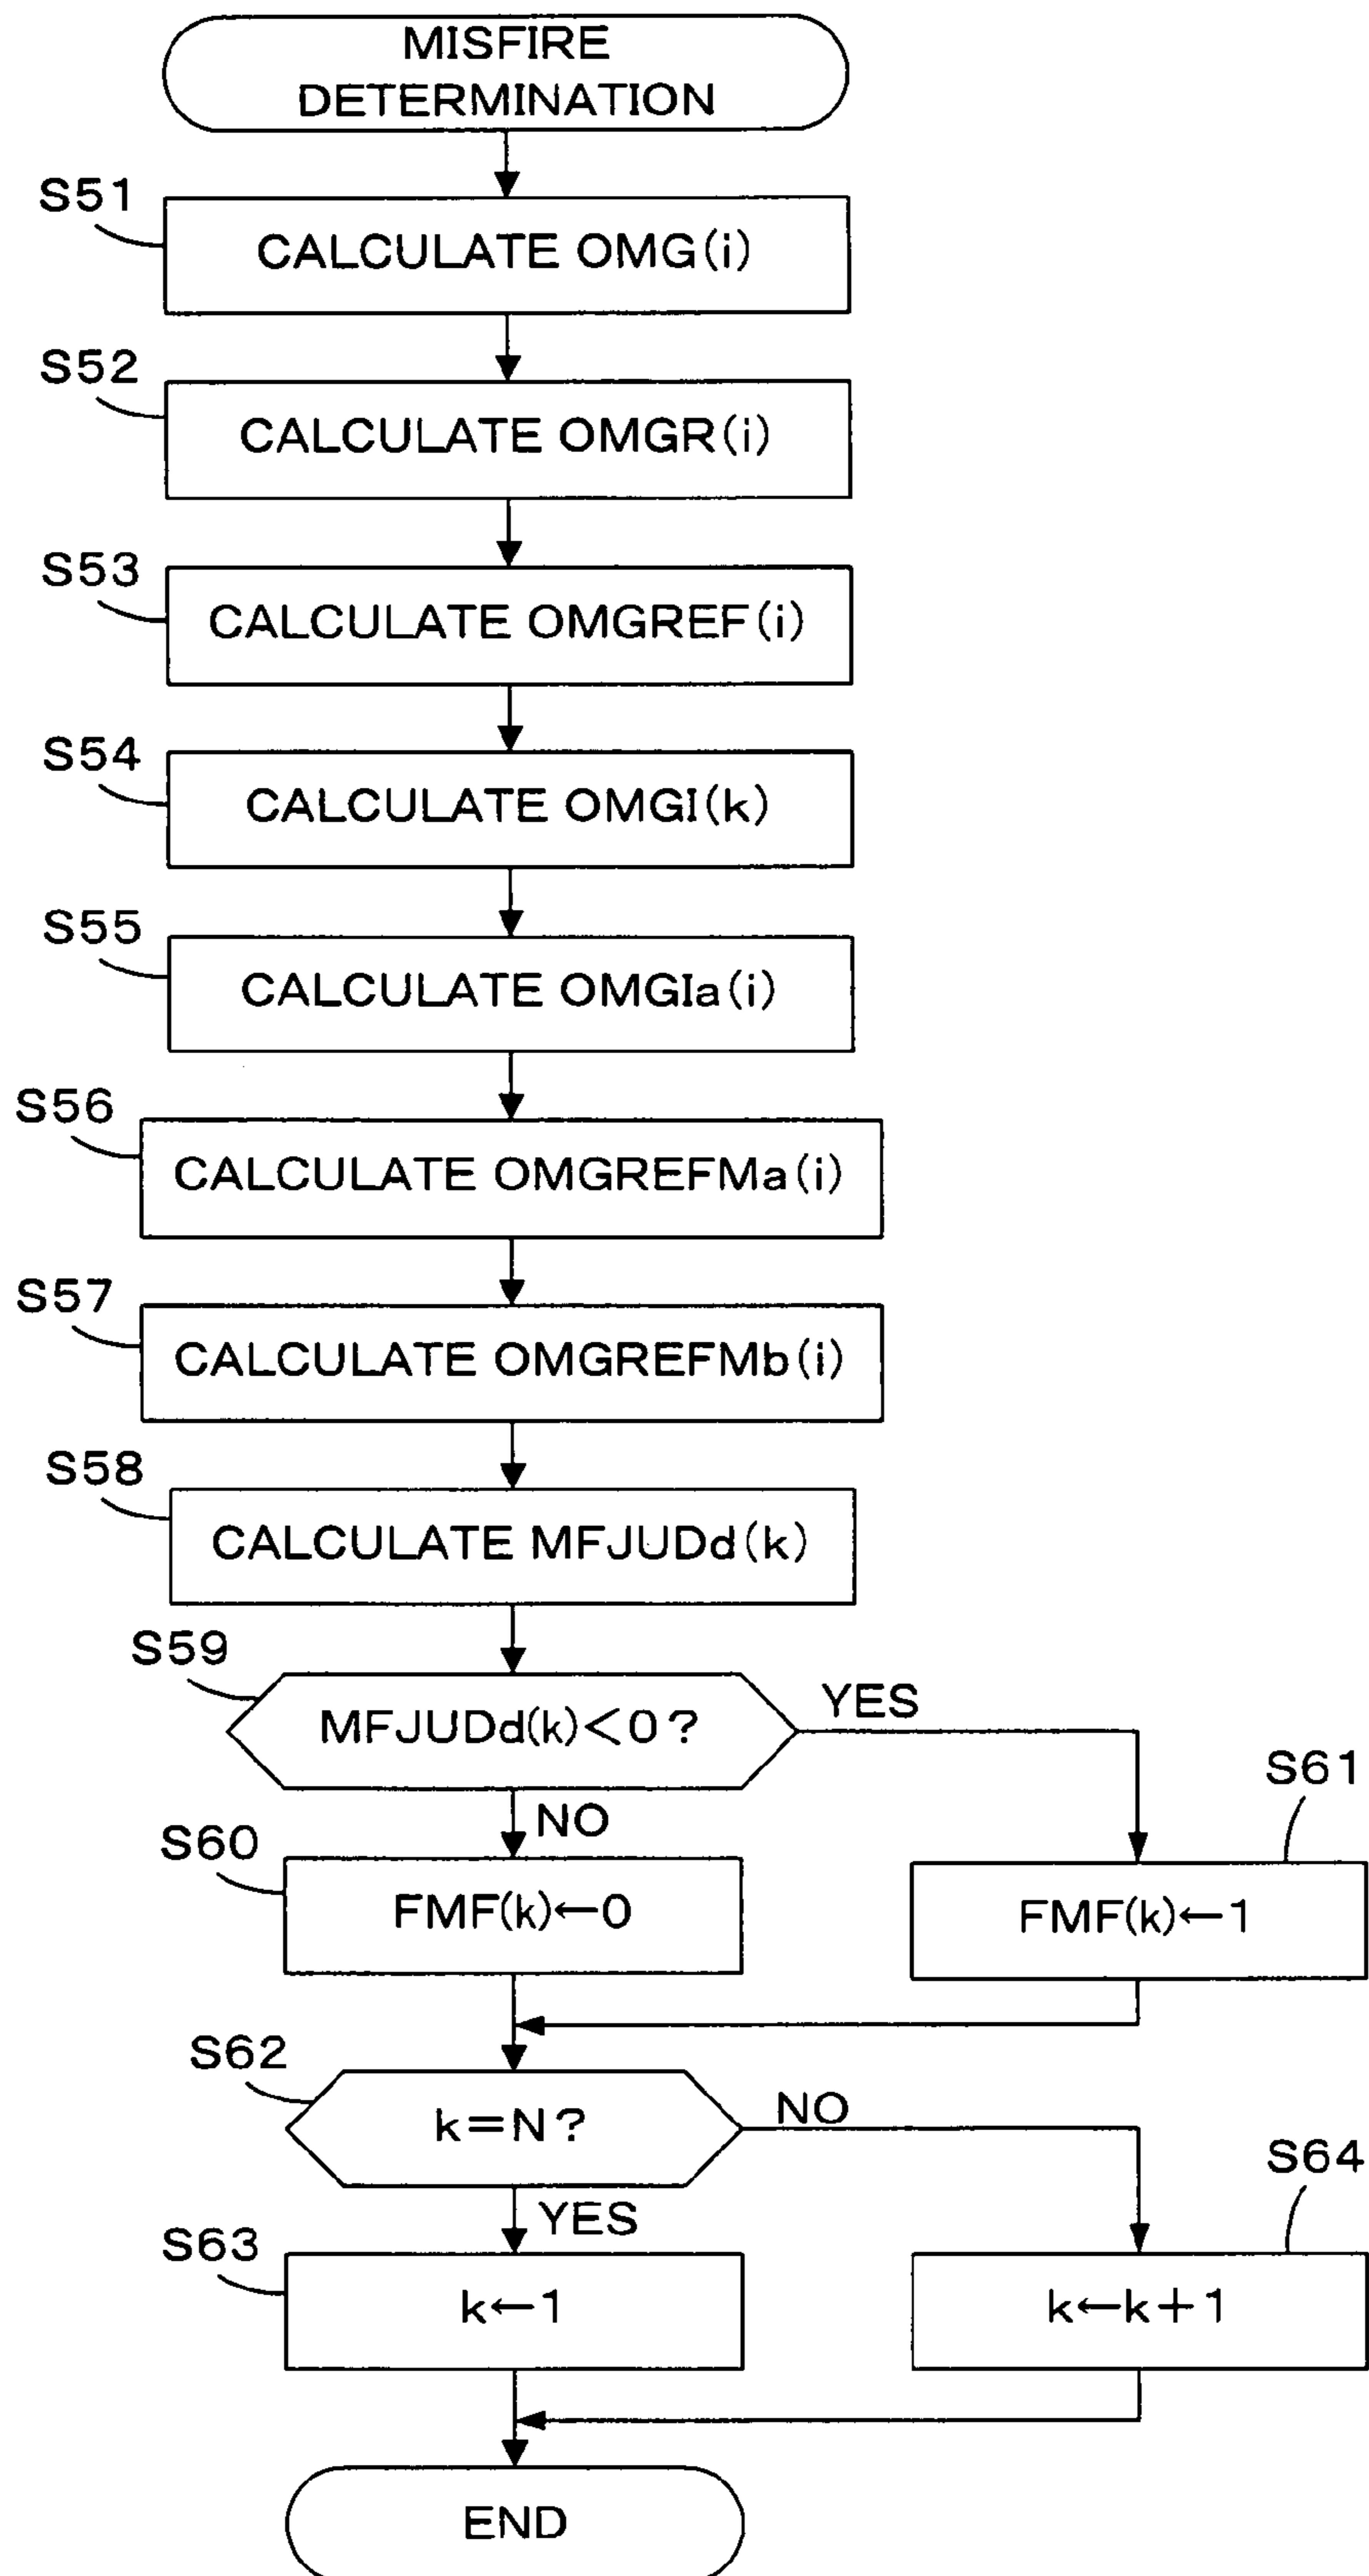 MISFIRE
DETERMINATION
S51
CALCULATE OMG(i)
S52
CALCULATE OMGR(i)
S53
CALCULATE OMGREF(i)
S54
CALCULATE OMGI(k)
S55
CALCULATE OMGIa(i)
S56
CALCULATE OMGREFMa(i)
S57
CALCULATE OMGREFMb(i)
S58
CALCULATE MFJUDd(k)
S59
MFJUDd(k)<0?
YES
NO
S60
FMF(k)←0
S61
FMF(k)←1
S62
k=N?
NO
YES
S63
k←1
S64
k←k+1
END